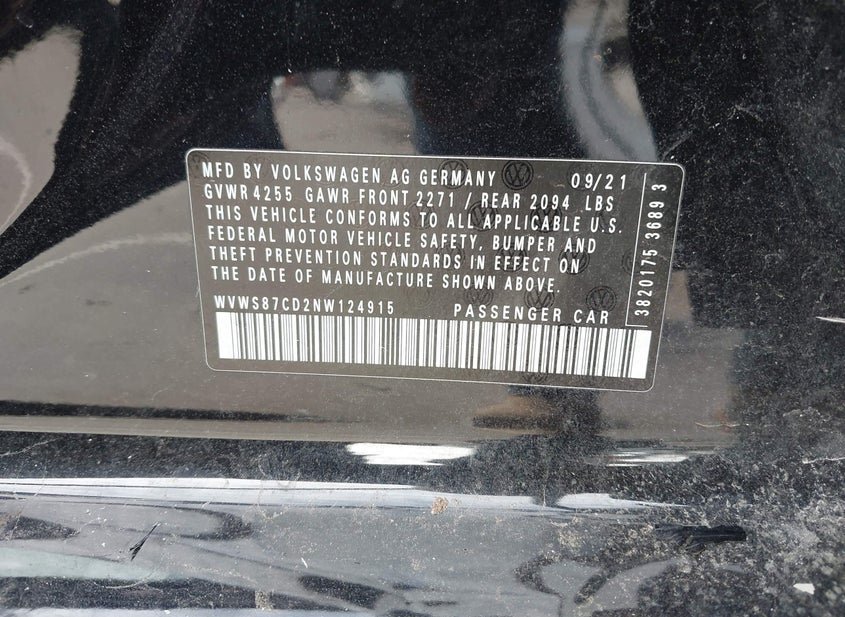 MFD BY VOLKSWAGEN AG GERMANY 09/21
GVWR 4255 GAWR FRONT 2271 / REAR 2094 LBS
THIS VEHICLE CONFORMS TO ALL APPLICABLE U.S.
FEDERAL MOTOR VEHICLE SAFETY, BUMPER AND
THEFT PREVENTION STANDARDS IN EFFECT ON
THE DATE OF MANUFACTURE SHOWN ABOVE.
WVWS87CD2NW124915 PASSENGER CAR
3820175 36893